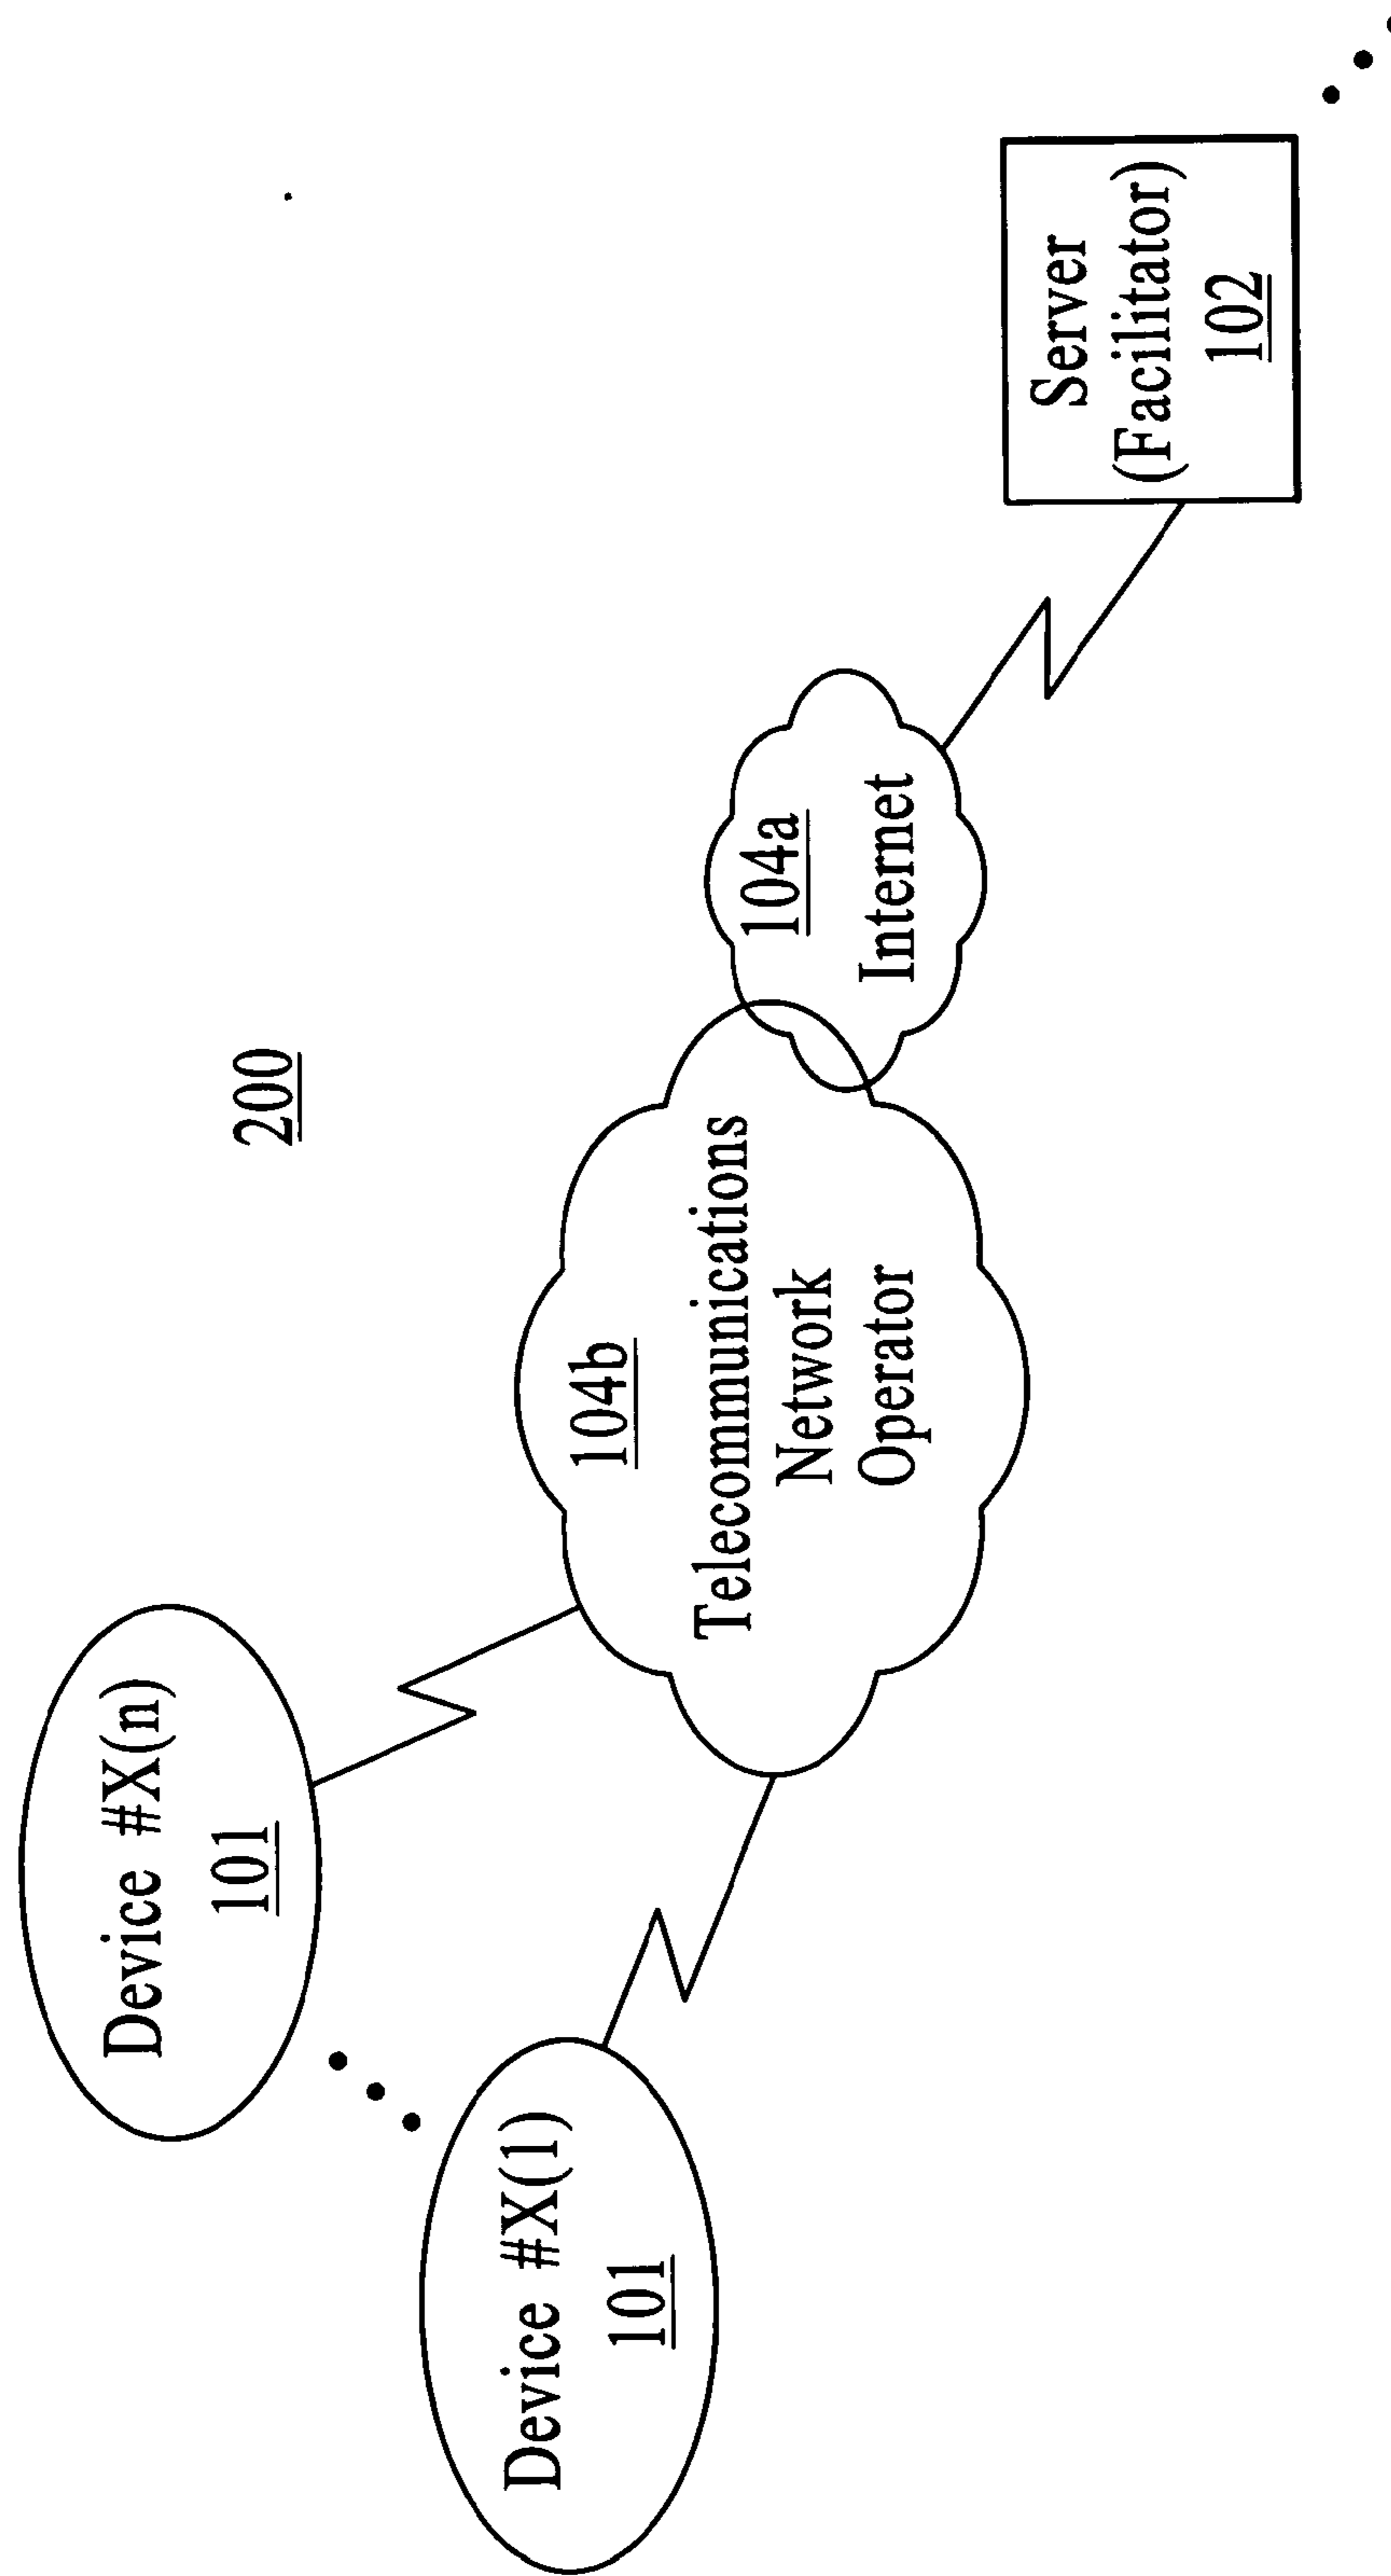 200
Device #X(n)
101
Device #X(1)
101
104b
Telecommunications
Network
Operator
104a
Internet
Server
(Facilitator)
102